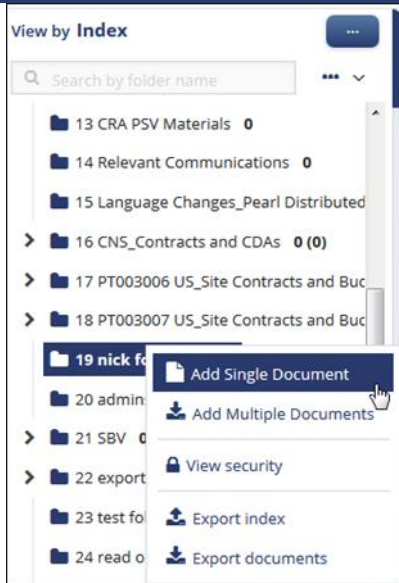 View by Index
...
Search by folder name
...
13 CRA PSV Materials 0
14 Relevant Communications 0
15 Language Changes_Pearl Distributed
16 CNS_Contracts and CDAs 0 (0)
17 PT003006 US_Site Contracts and Buc
18 PT003007 US_Site Contracts and Buc
19 nick fo
Add Single Document
20 admin
Add Multiple Documents
21 SBV 0
View security
22 export
23 test fol
Export index
24 read o
Export documents